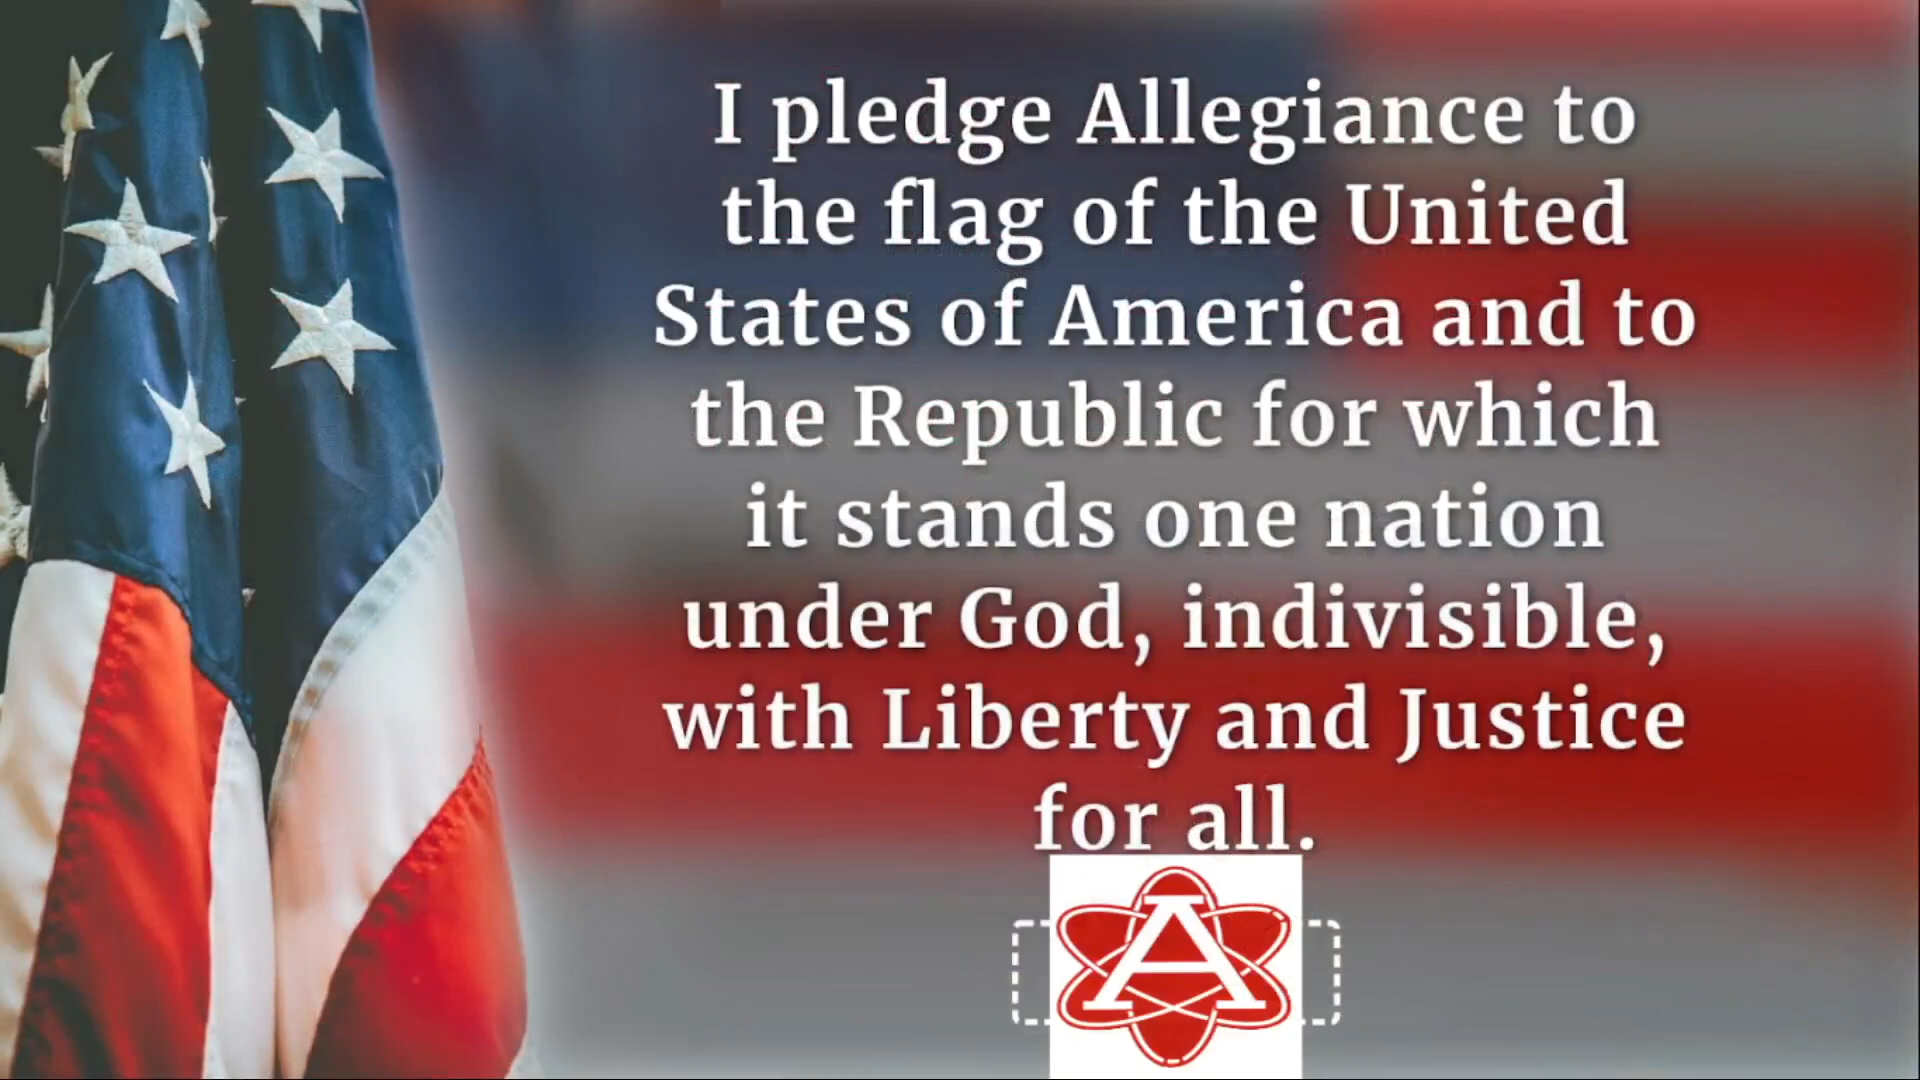 I pledge Allegiance to
the flag of the United
States of America and to
the Republic for which
it stands one nation
under God, indivisible,
with Liberty and Justice
for all.
A